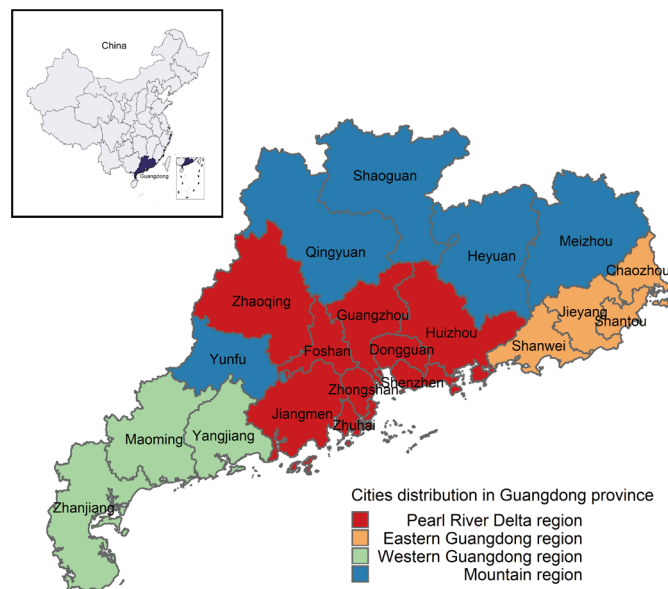 China
Guangdong
Shaoguan
Meizhou
Qingyuan
Heyuan
Chaozhou
Zhaoqing
Jieyang
Guangzhou
Shantou
Huizhou
Shanwei
Foshan
Dongguan
Yunfu
Shenzhen
Zhongshan
Jiangmen
Zhuhai
Maoming
Yangjiang
Zhanjiang
Cities distribution in Guangdong province
Pearl River Delta region
Eastern Guangdong region
Western Guangdong region
Mountain region